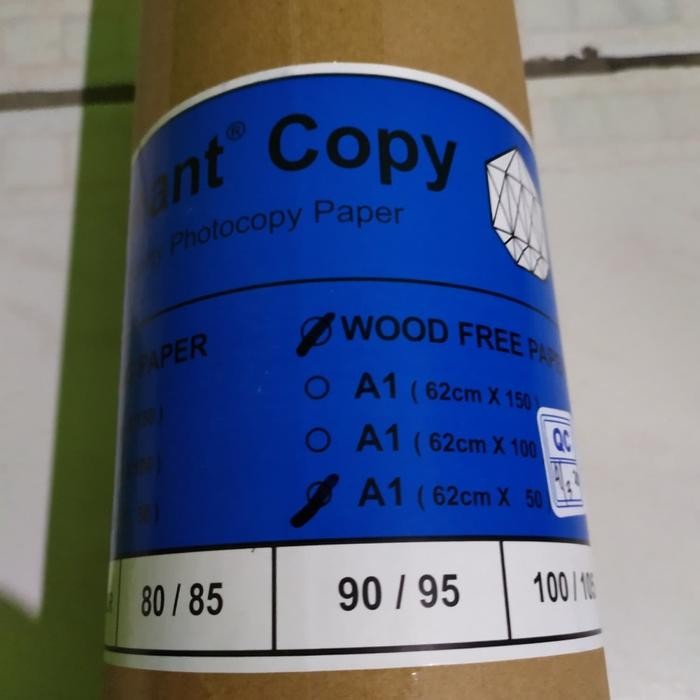 ant® Copy
Photocopy Paper
PAPER
WOOD FREE PAPE
A1 ( 62cm X 150 )
A1 ( 62cm X 100
A1 ( 62cm X 50 )
QC
80 / 85
90 / 95
100 / 105